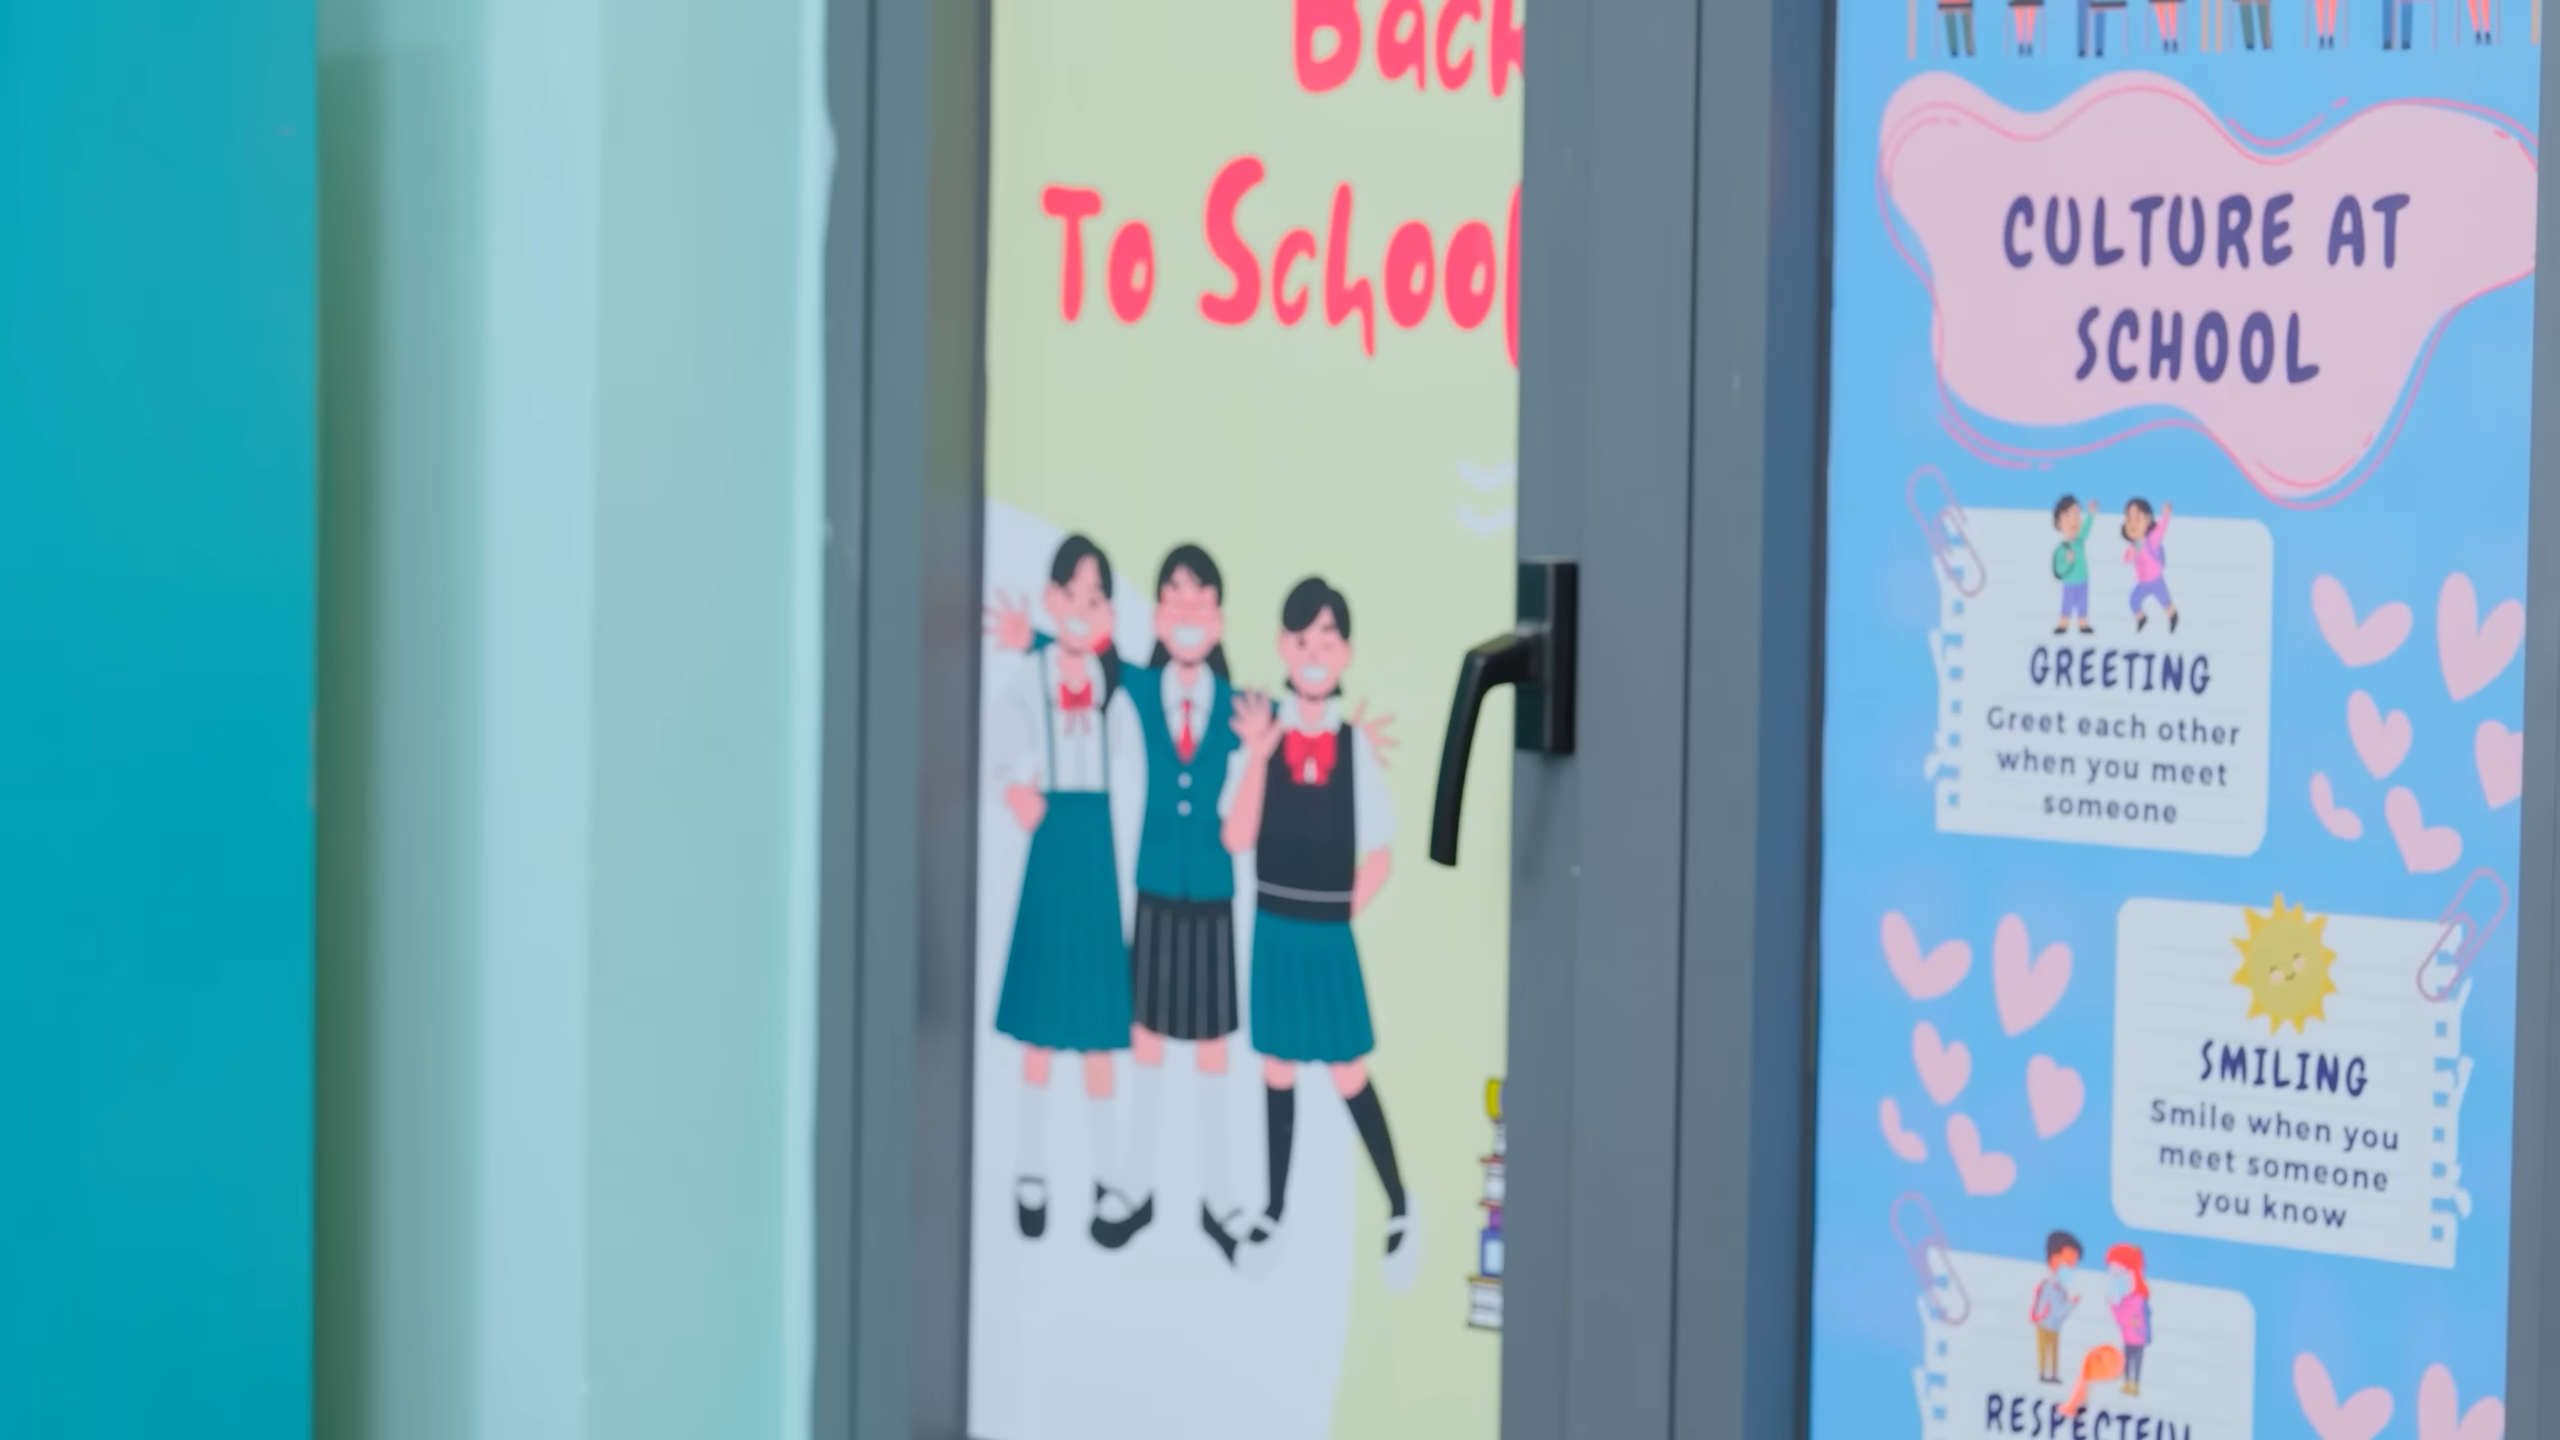 Back
To School
CULTURE AT
SCHOOL
GREETING
Greet each other
when you meet
someone
SMILING
Smile when you
meet someone
you know